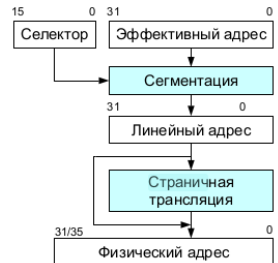 15 0 31 0
Селектор Эффективный адрес
Сегментация
31 0
Линейный адрес
Страничная
трансляция
31/35 0
Физический адрес